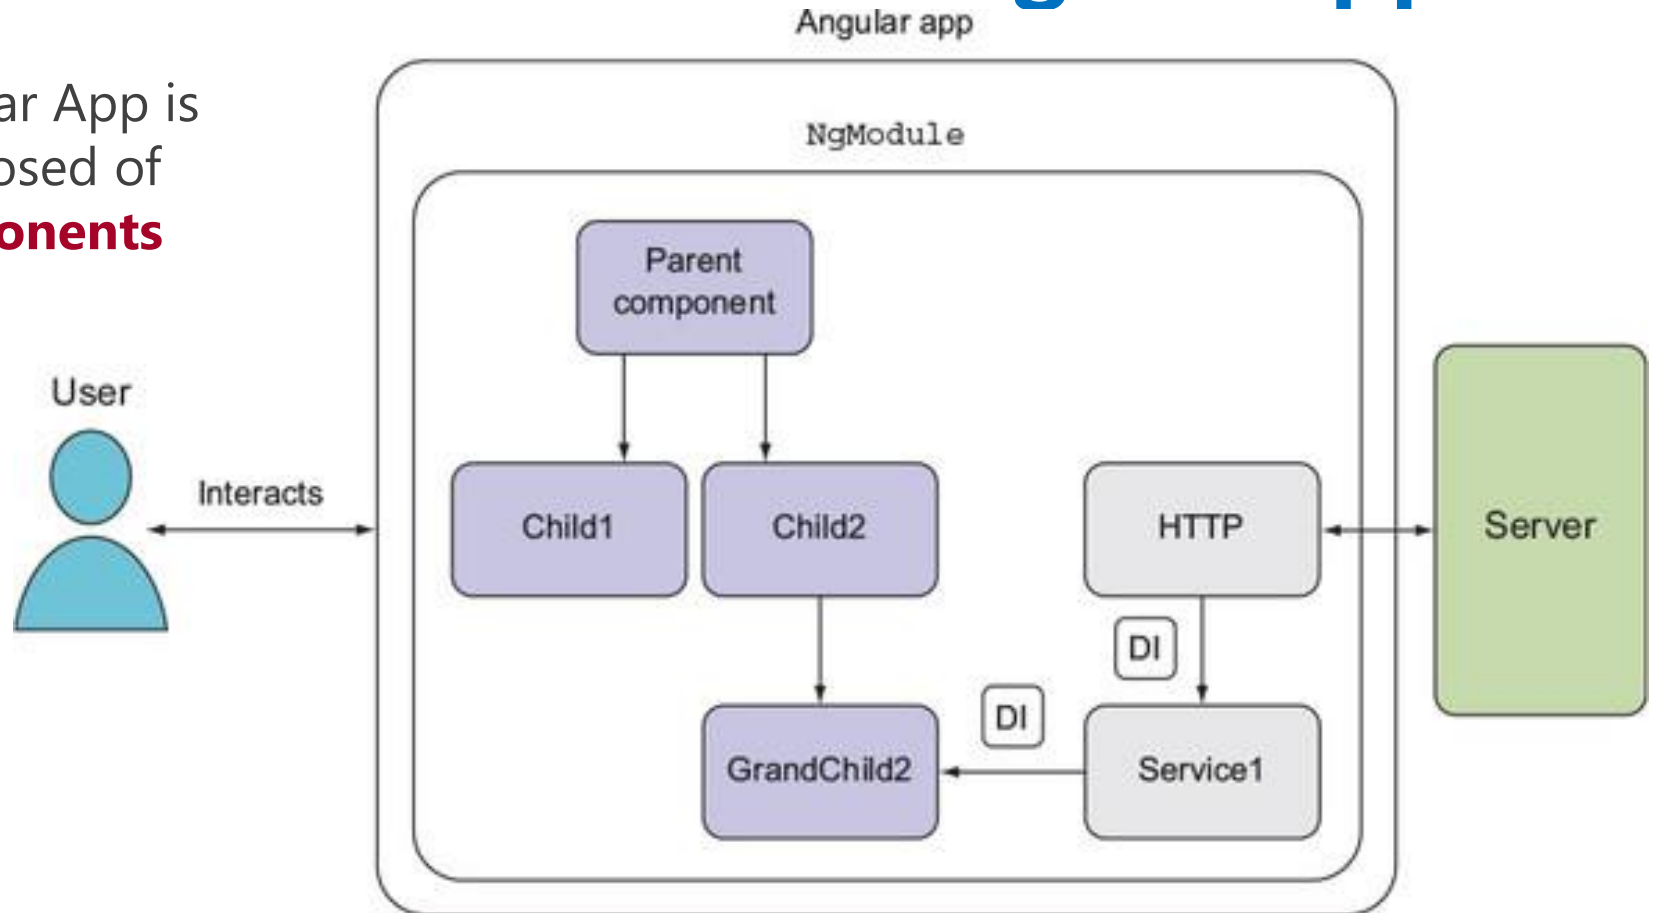 Angular app
ar App is
osed of
onents
NgModule
Parent
component
User
Interacts
Child1
Child2
HTTP
Server
DI
DI
GrandChild2
Service1